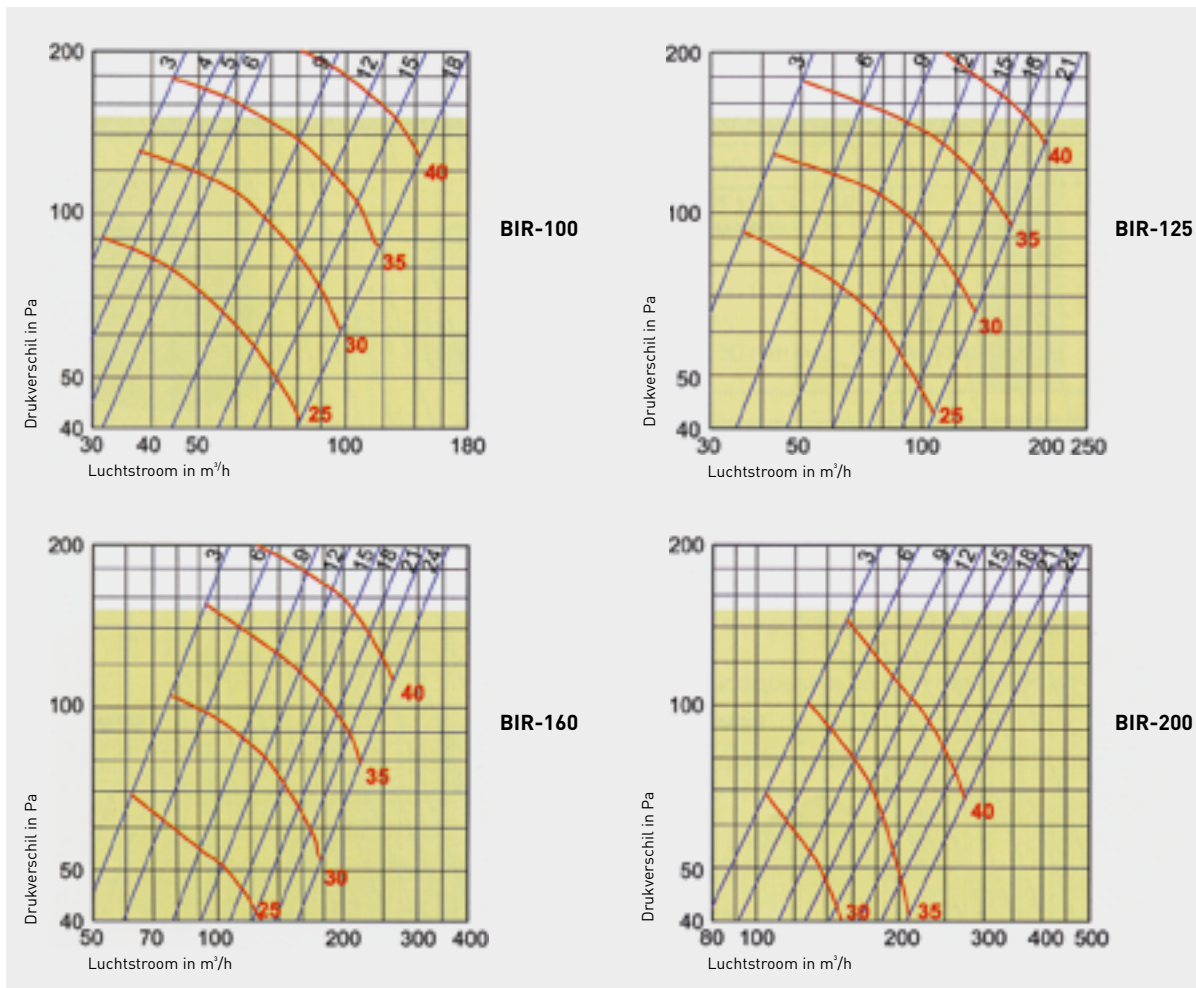 200
3 4 5 6 9 12 15 18
40
100
35
30
50
25
40
30 40 50 100 180
Drukverschil in Pa
Luchtstroom in m³/h
BIR-100
200
3 6 9 12 15 18 21
40
100
35
30
50
25
40
30 50 100 200 250
Drukverschil in Pa
Luchtstroom in m³/h
BIR-125
200
3 6 9 12 15 18 21 24
40
100
35
30
50
25
40
50 70 100 200 300 400
Drukverschil in Pa
Luchtstroom in m³/h
BIR-160
200
3 6 9 12 15 18 21 24
100
40
50
30 35
40
80 100 200 300 400 500
Drukverschil in Pa
Luchtstroom in m³/h
BIR-200